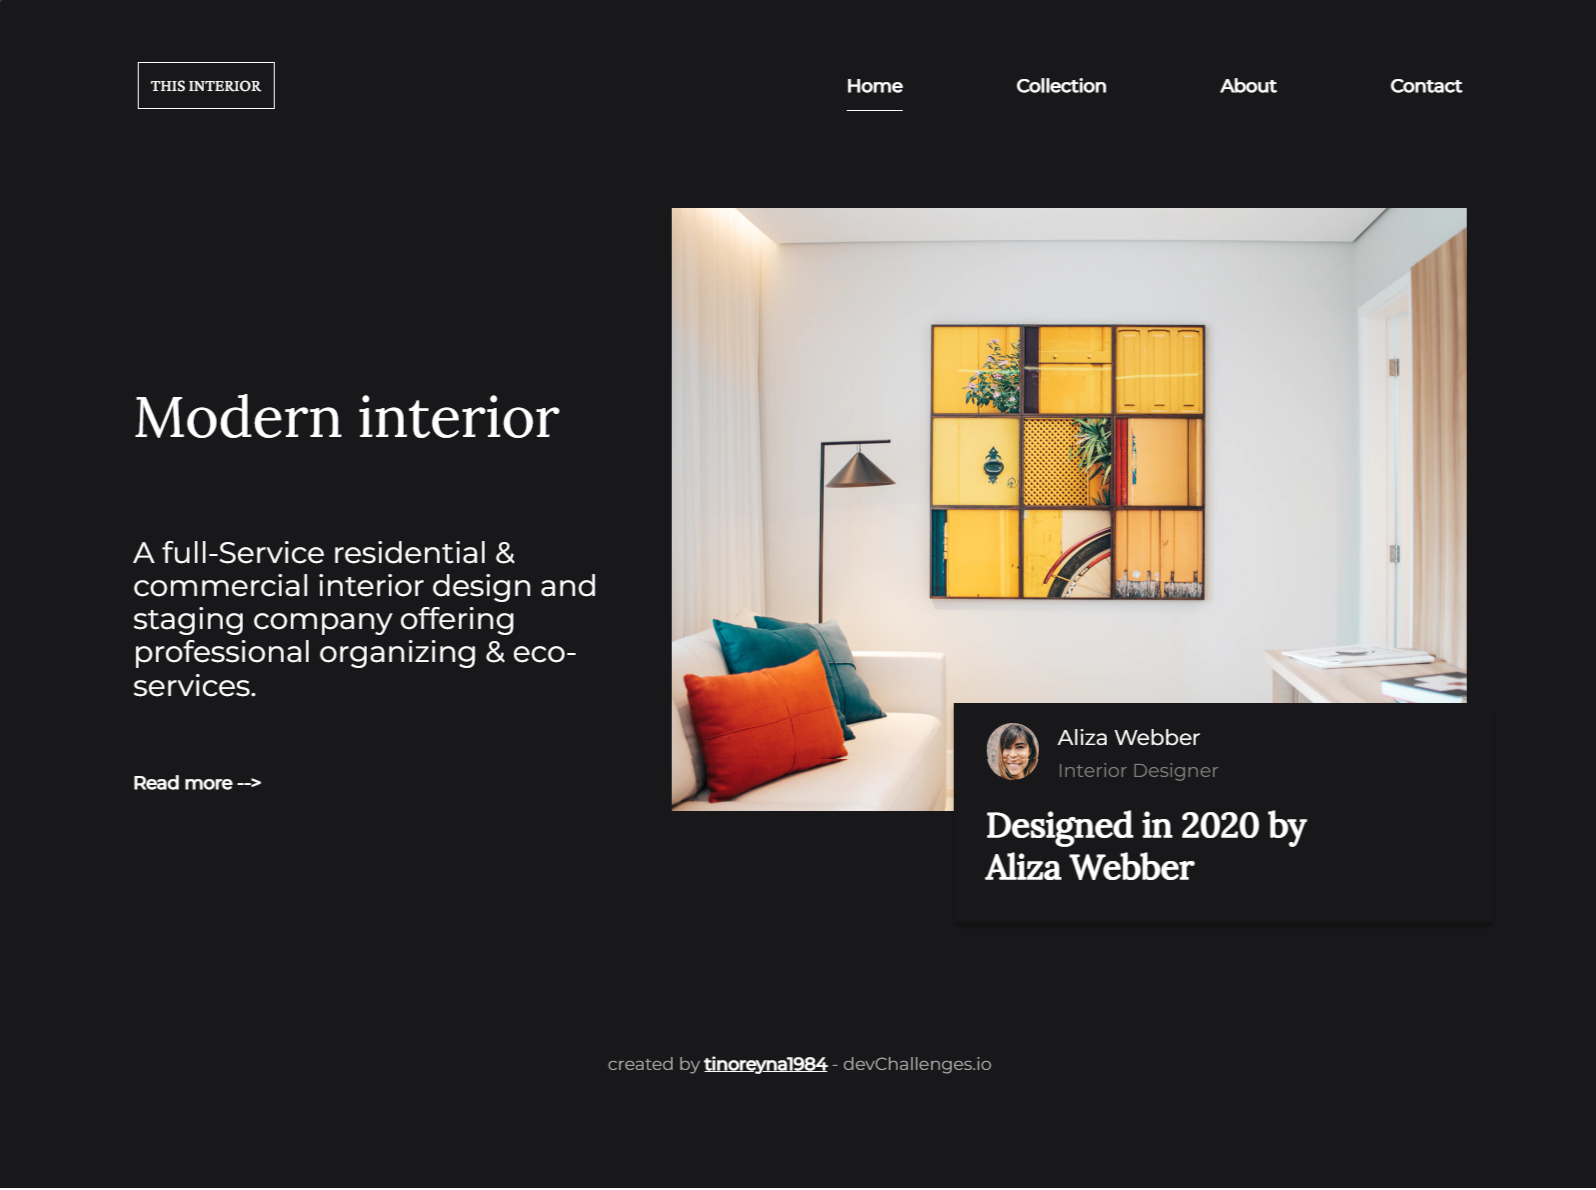 THIS INTERIOR
Home
Collection
About
Contact
Modern interior
A full-Service residential &
commercial interior design and
staging company offering
professional organizing & eco-
services.
Read more -->
Aliza Webber
Interior Designer
Designed in 2020 by
Aliza Webber
created by tinoreyna1984 - devChallenges.io